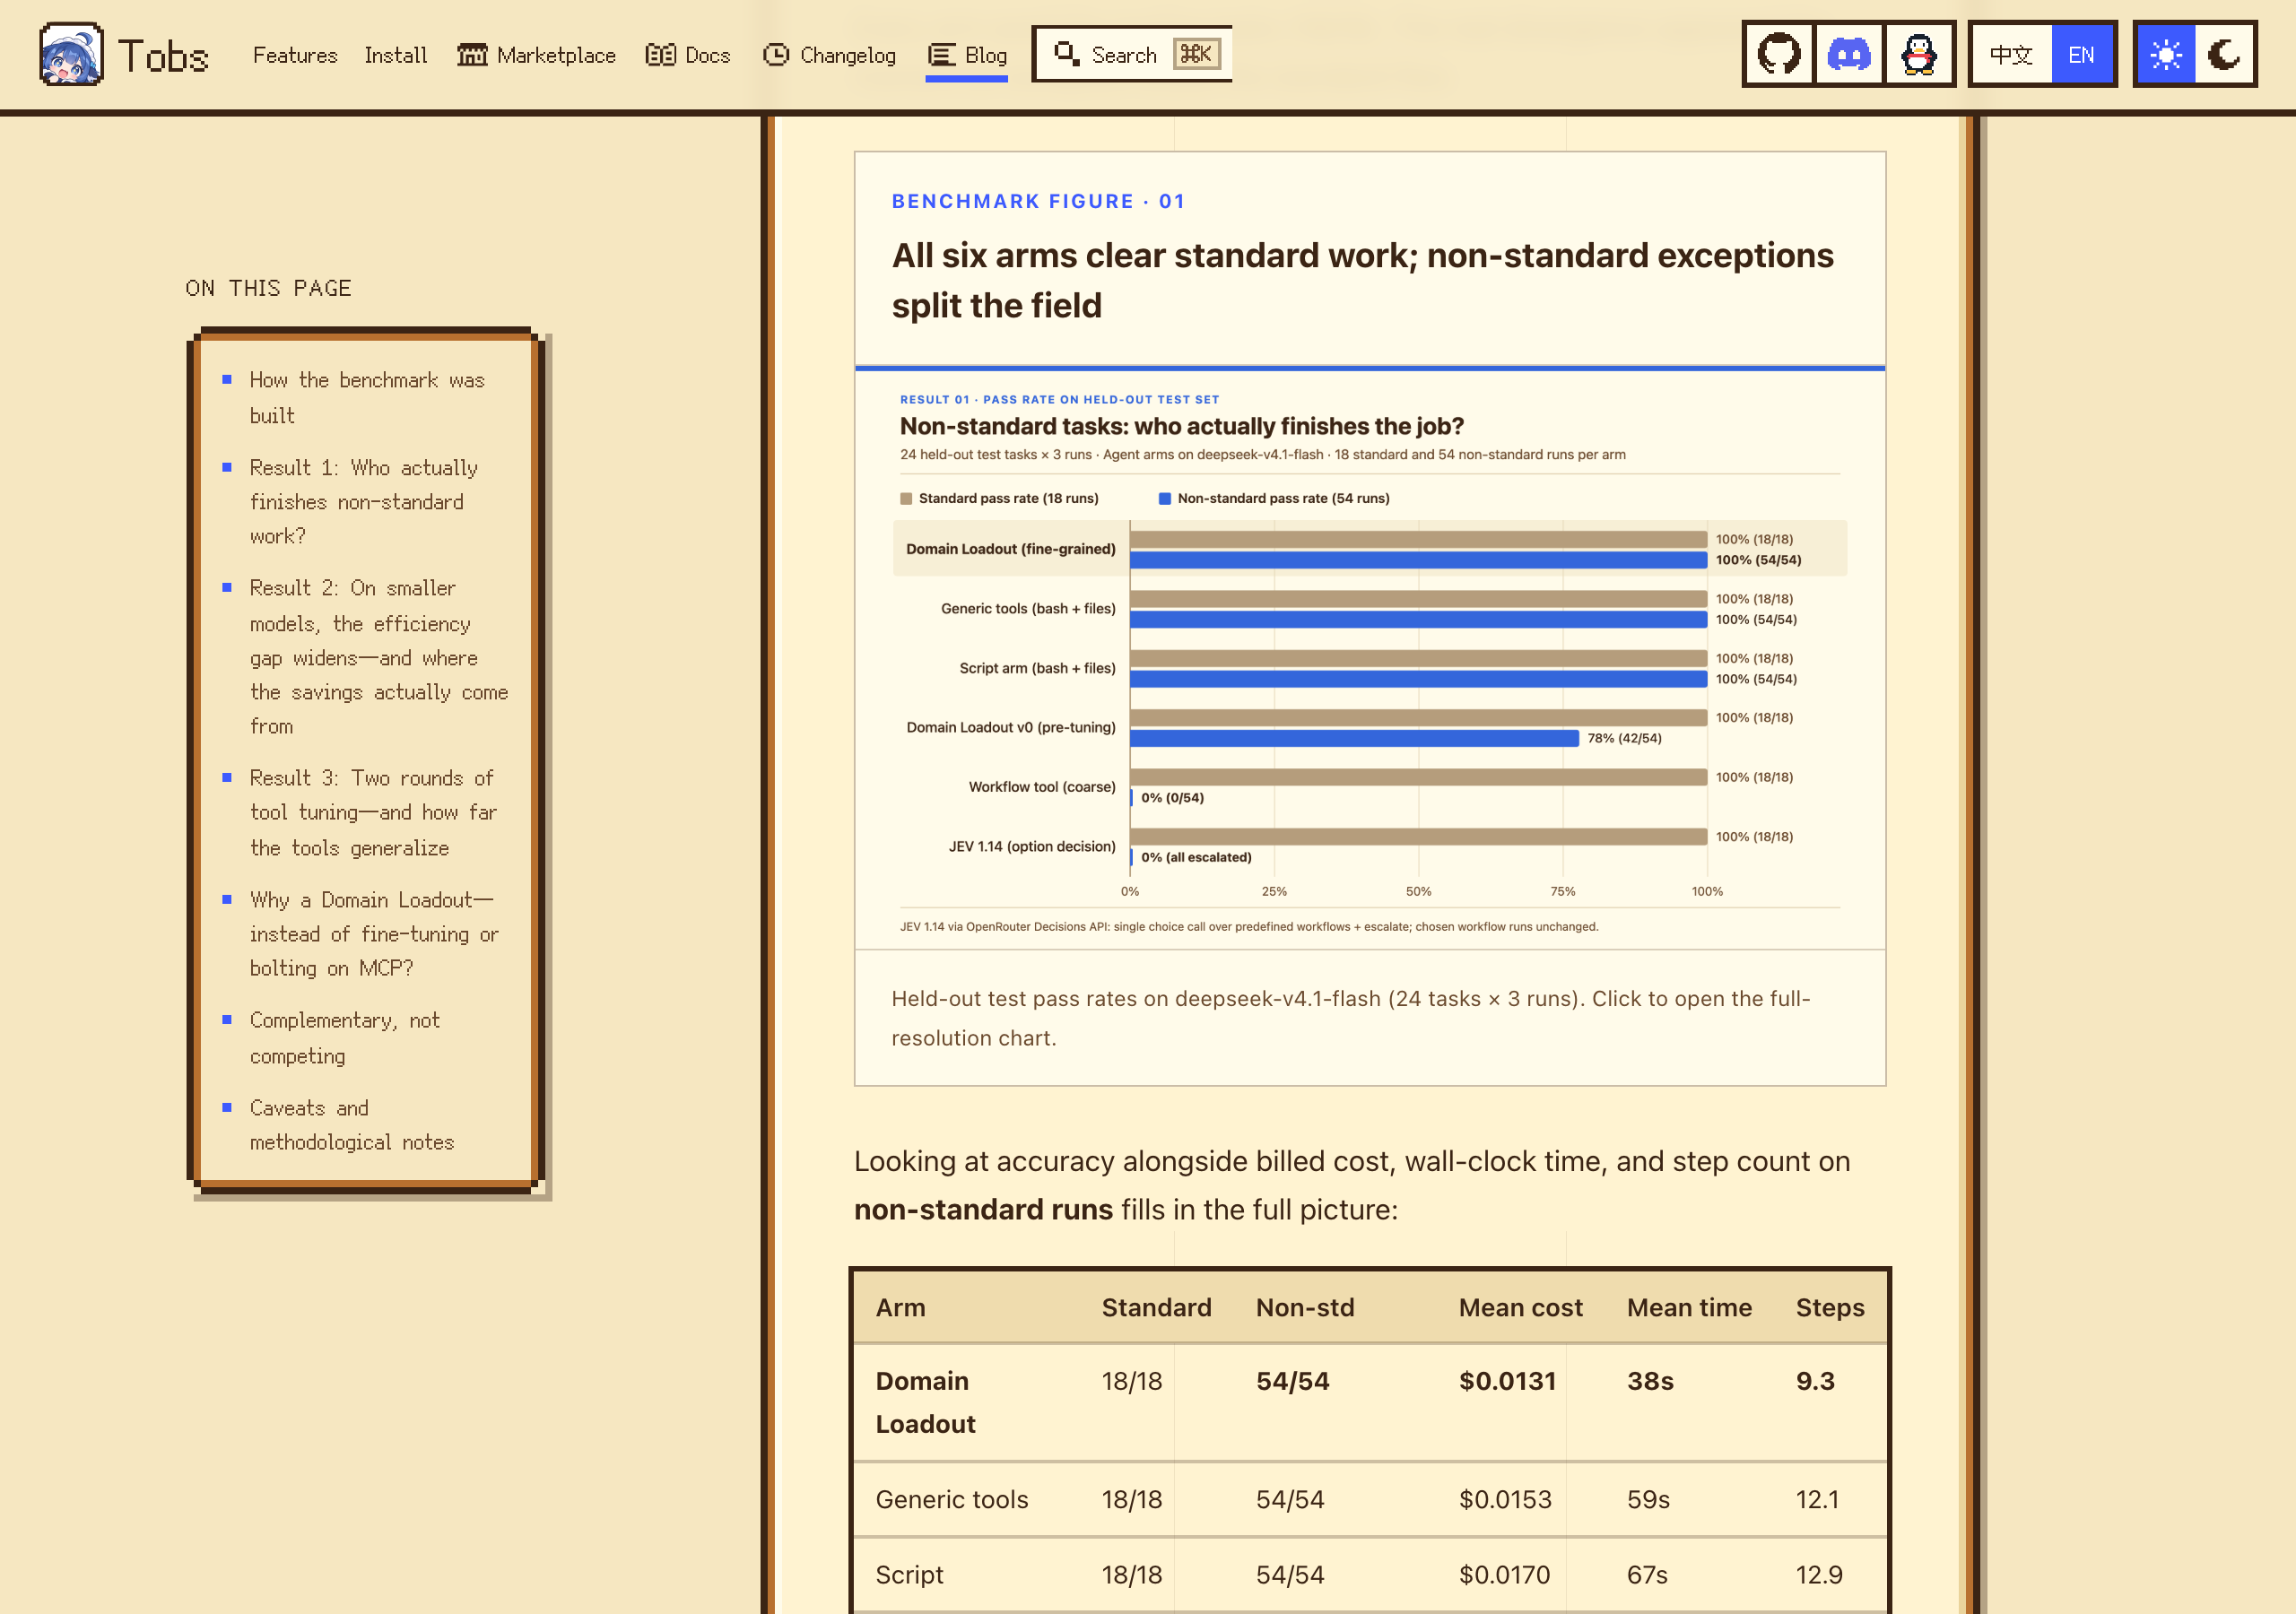 Tobs
Features
Install
Marketplace
Docs
Changelog
Blog
Search
⌘K
中文
EN
ON THIS PAGE
How the benchmark was
built
Result 1: Who actually
finishes non-standard
work?
Result 2: On smaller
models, the efficiency
gap widens—and where
the savings actually come
from
Result 3: Two rounds of
tool tuning—and how far
the tools generalize
Why a Domain Loadout—
instead of fine-tuning or
bolting on MCP?
Complementary, not
competing
Caveats and
methodological notes
BENCHMARK FIGURE · 01
All six arms clear standard work; non-standard exceptions
split the field
RESULT 01 · PASS RATE ON HELD-OUT TEST SET
Non-standard tasks: who actually finishes the job?
24 held-out test tasks × 3 runs · Agent arms on deepseek-v4.1-flash · 18 standard and 54 non-standard runs per arm
Standard pass rate (18 runs)
Non-standard pass rate (54 runs)
Domain Loadout (fine-grained)
100% (18/18)
100% (54/54)
Generic tools (bash + files)
100% (18/18)
100% (54/54)
Script arm (bash + files)
100% (18/18)
100% (54/54)
Domain Loadout v0 (pre-tuning)
100% (18/18)
78% (42/54)
Workflow tool (coarse)
100% (18/18)
0% (0/54)
JEV 1.14 (option decision)
100% (18/18)
0% (all escalated)
0%
25%
50%
75%
100%
JEV 1.14 via OpenRouter Decisions API: single choice call over predefined workflows + escalate; chosen workflow runs unchanged.
Held-out test pass rates on deepseek-v4.1-flash (24 tasks × 3 runs). Click to open the full-
resolution chart.
Looking at accuracy alongside billed cost, wall-clock time, and step count on
non-standard runs fills in the full picture:
Arm Standard Non-std Mean cost Mean time Steps
Domain Loadout 18/18 54/54 $0.0131 38s 9.3
Generic tools 18/18 54/54 $0.0153 59s 12.1
Script 18/18 54/54 $0.0170 67s 12.9